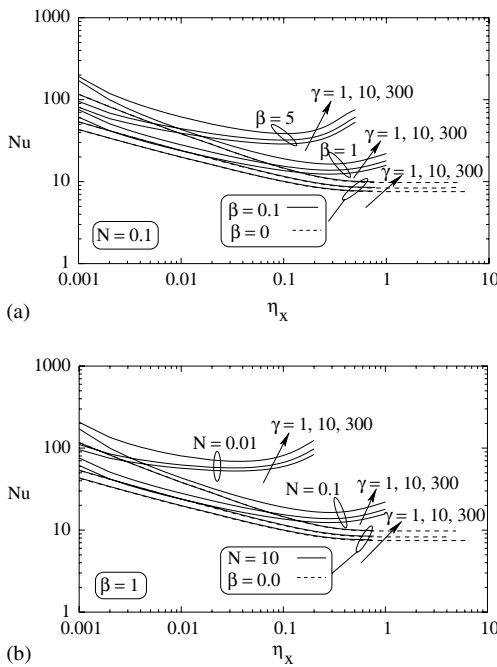 1000
γ = 1, 10, 300
β = 5
100
γ = 1, 10, 300
Nu
β = 1
γ = 1, 10, 300
10
β = 0.1
N = 0.1
β = 0
1
0.001 0.01 0.1 1 10
(a)
ηx
1000
γ = 1, 10, 300
N = 0.01
100
Nu
N = 0.1
γ = 1, 10, 300
γ = 1, 10, 300
10
N = 10
β = 1
β = 0.0
1
0.001 0.01 0.1 1 10
(b)
ηx